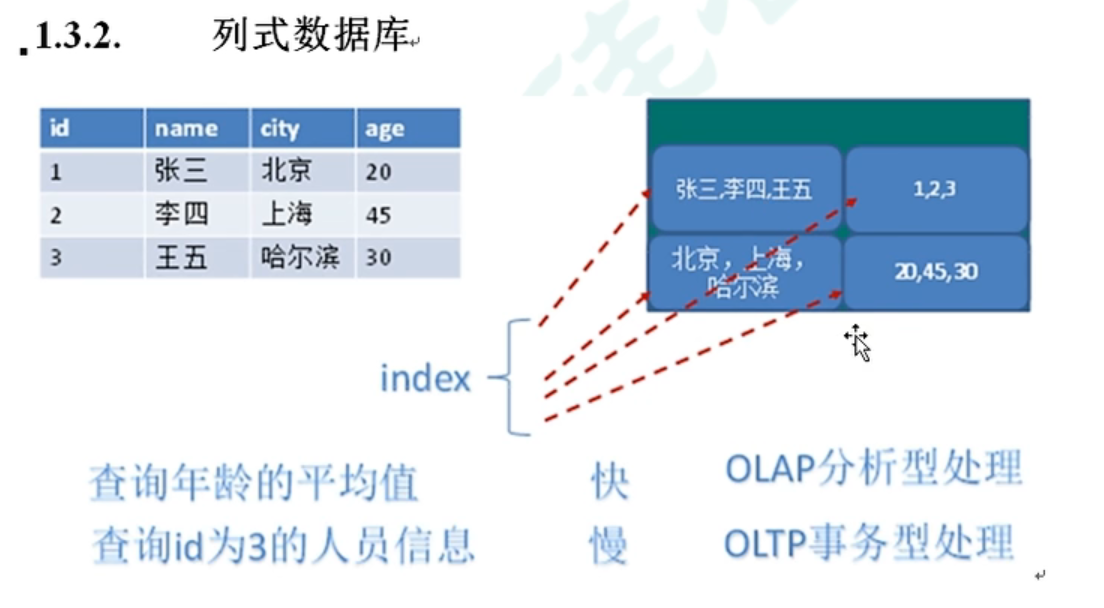 1.3.2. 列式数据库
id name city age
1 张三 北京 20
2 李四 上海 45
3 王五 哈尔滨 30
张三,李四,王五 1,2,3
北京，上海，
哈尔滨
20,45,30
index
查询年龄的平均值 快 OLAP分析型处理
查询id为3的人员信息 慢 OLTP事务型处理